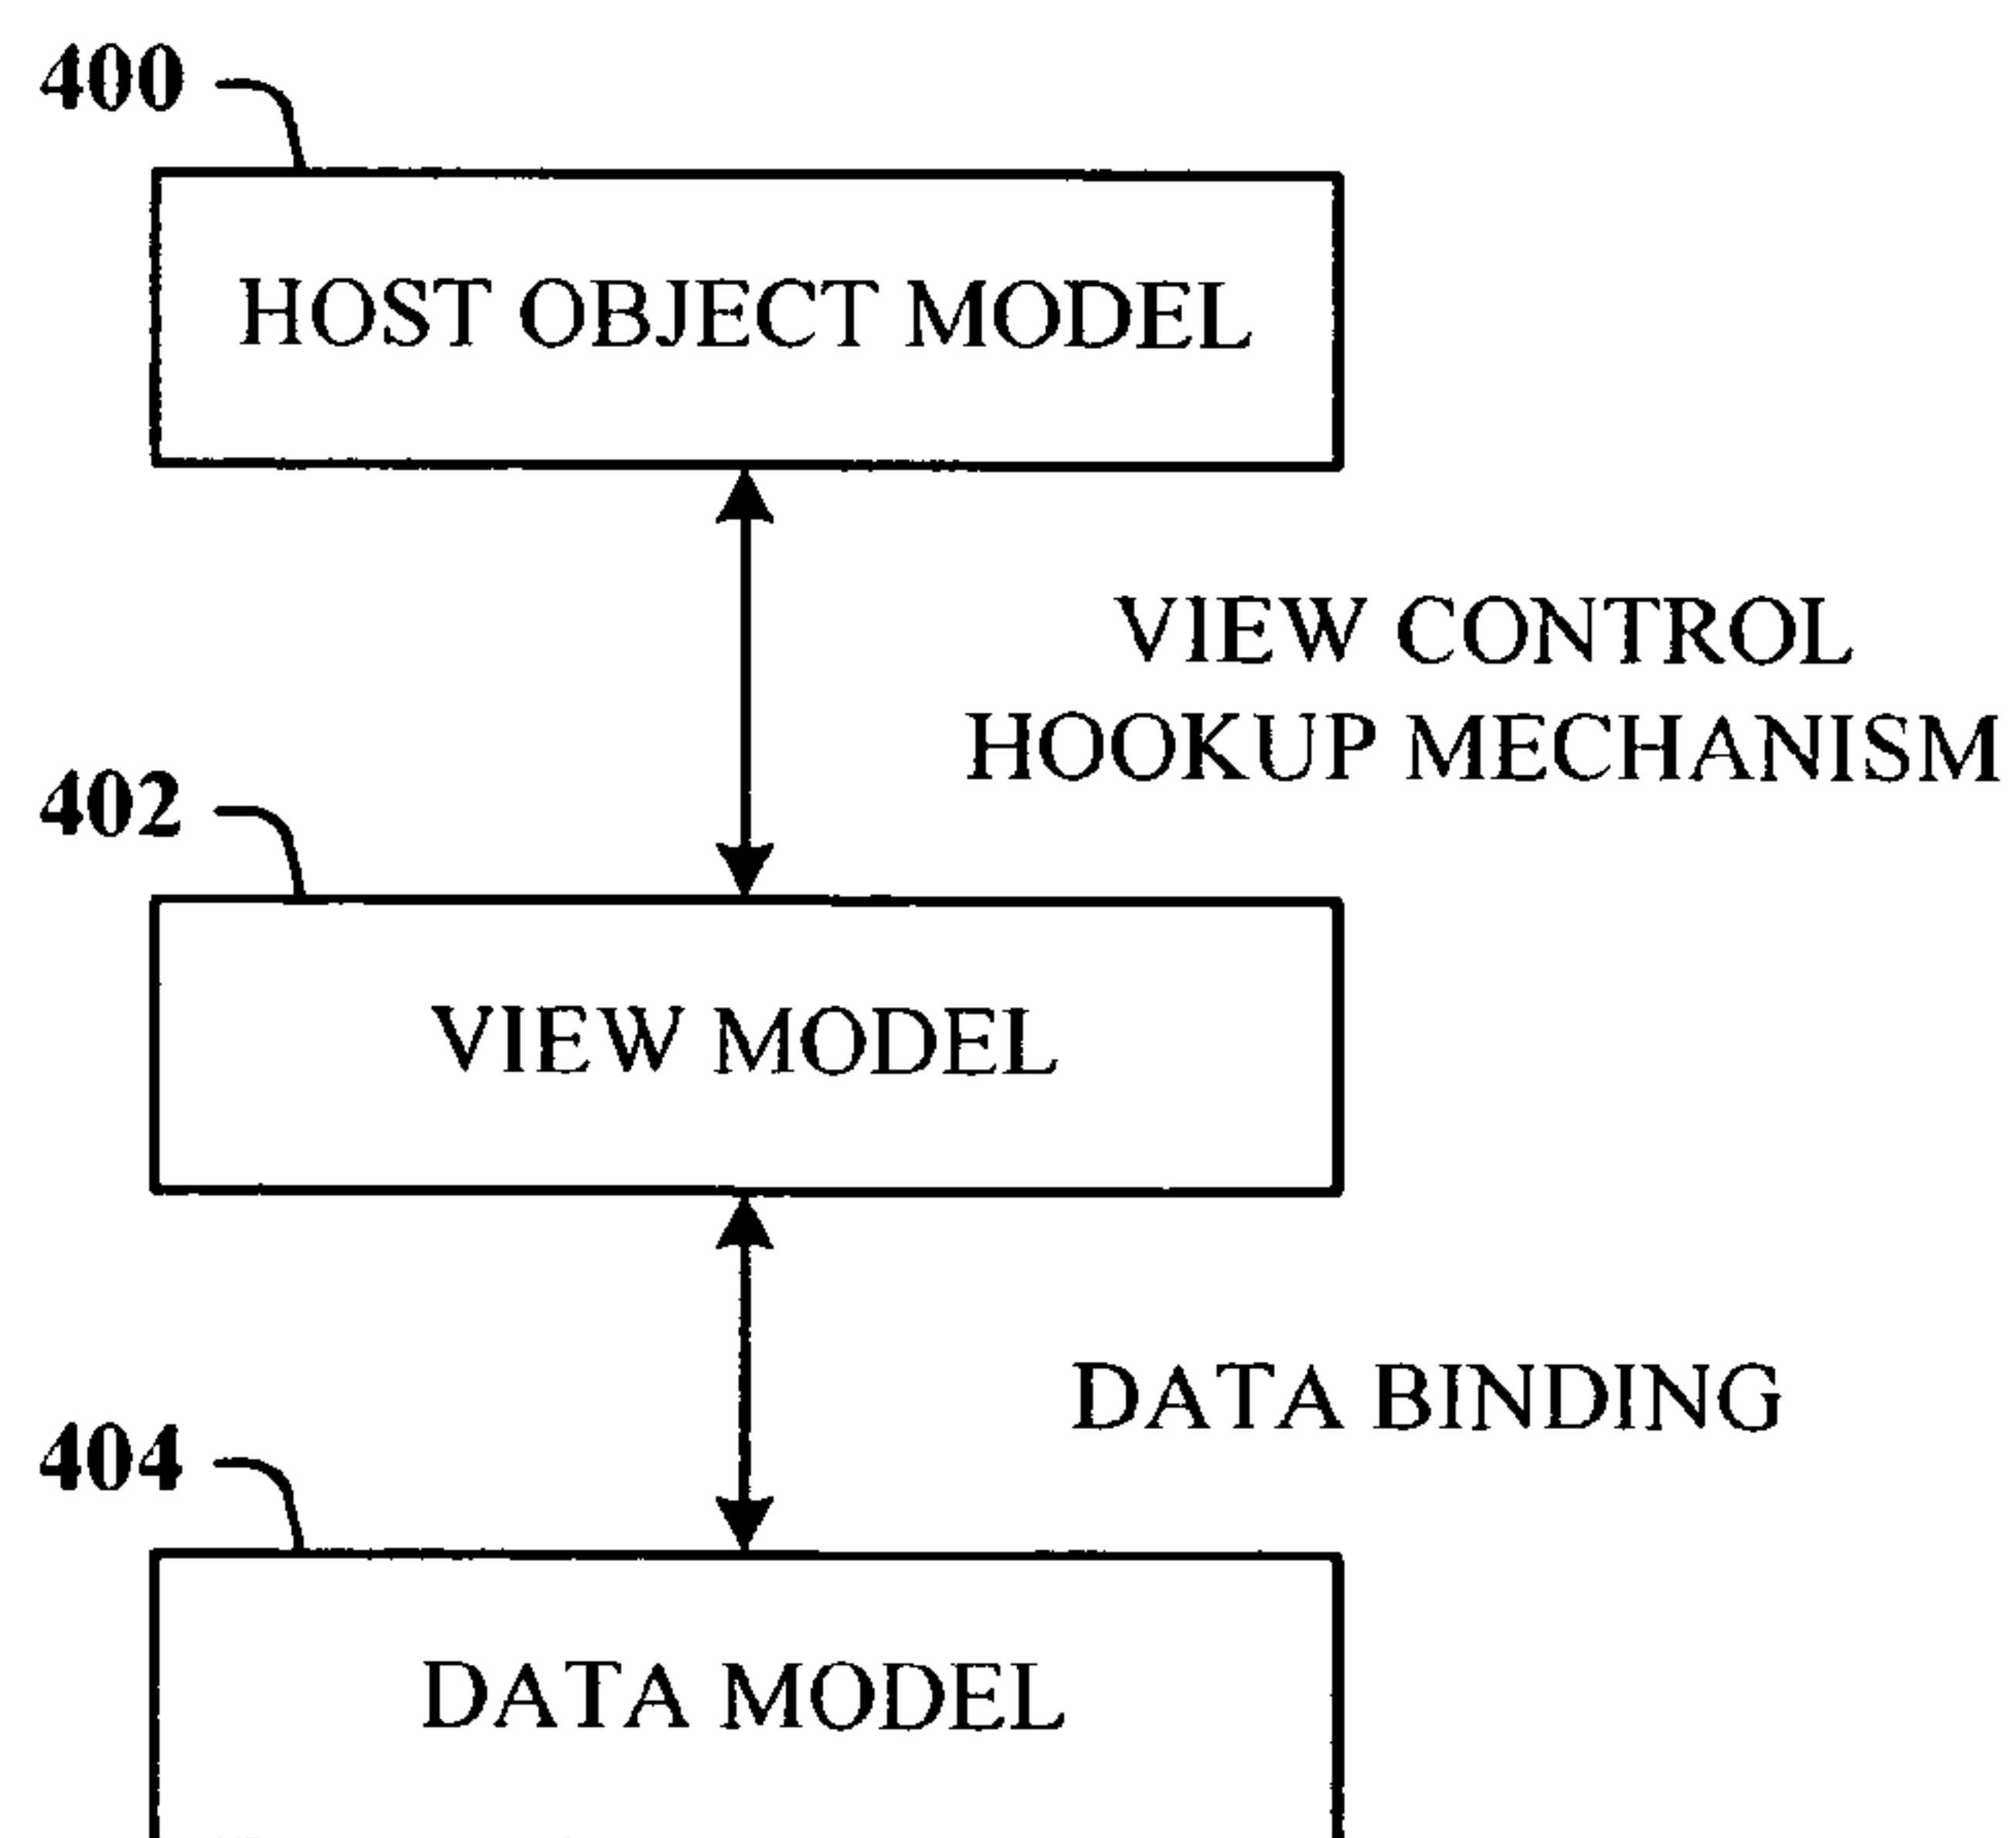 400
HOST OBJECT MODEL
VIEW CONTROL
HOOKUP MECHANISM
402
VIEW MODEL
DATA BINDING
404
DATA MODEL